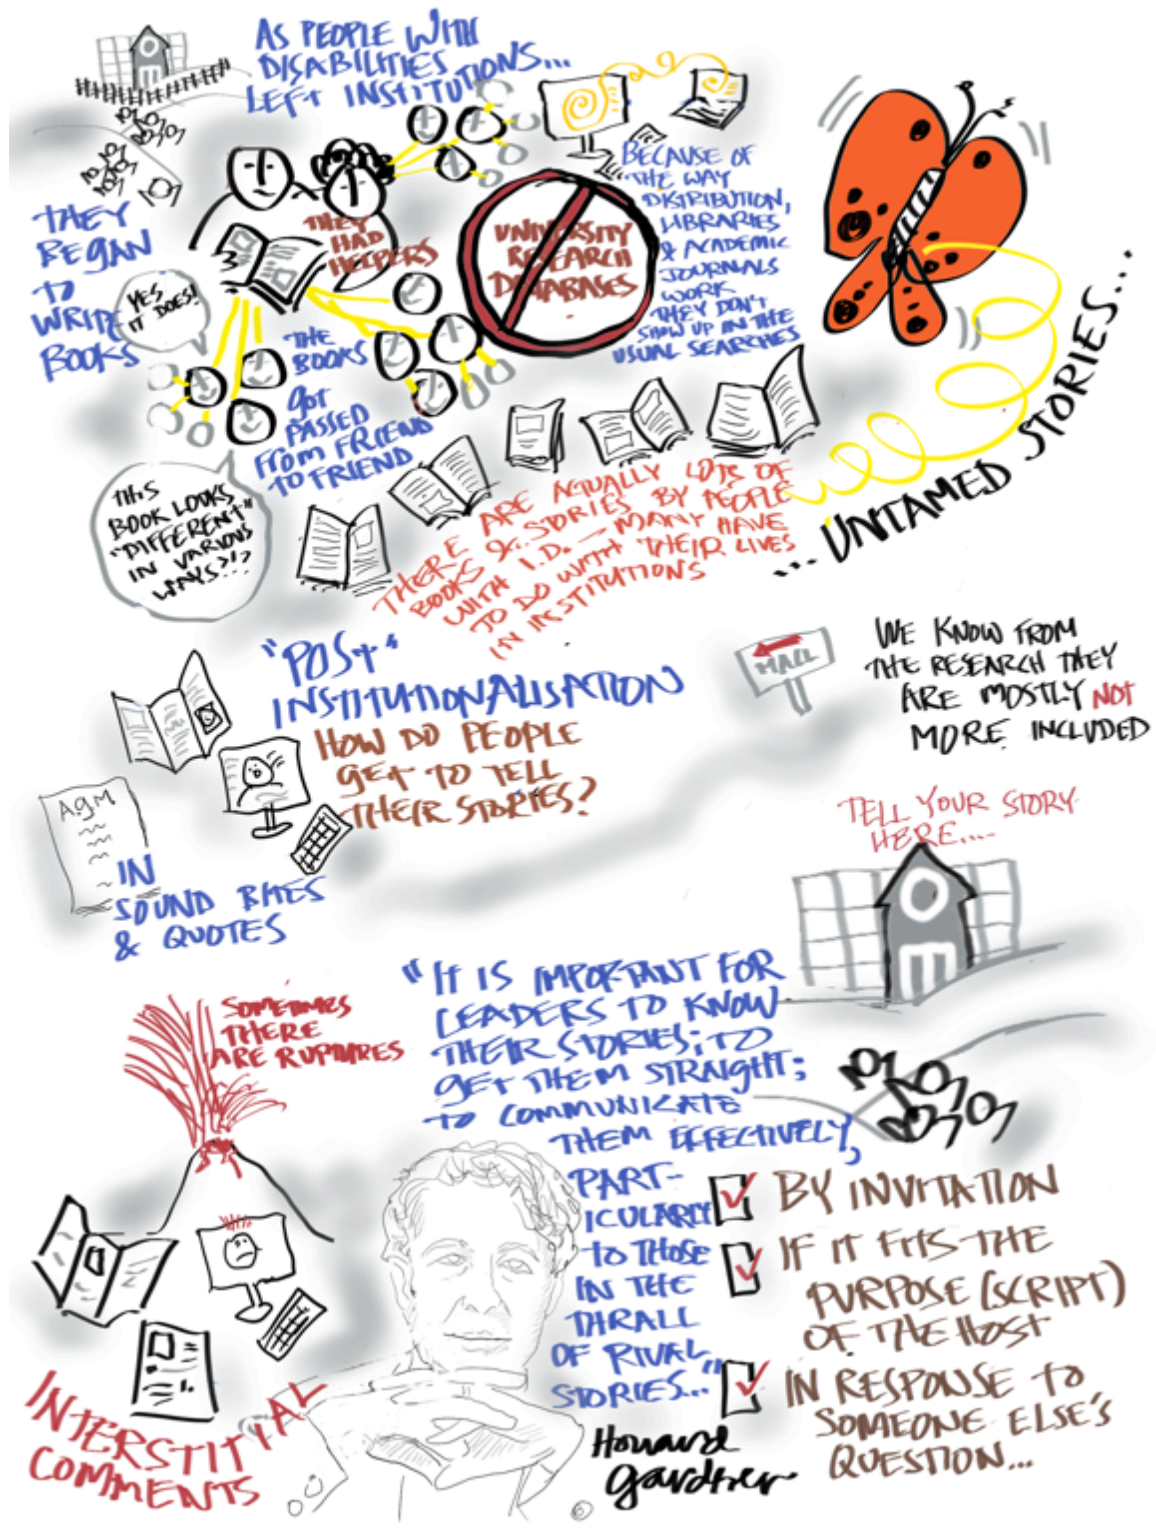 AS PEOPLE WITH
DISABILITIES
LEFT INSTITUTIONS...
THEY
BEGAN
TO
WRITE
BOOKS
THEY
HAD
HELPERS
YES
IT DOES!
THE
BOOKS
GOT
PASSED
FROM FRIEND
TO FRIEND
THIS
BOOK LOOKS
"DIFFERENT"
IN VARIOUS
WAYS?!?
UNIVERSITY
RESEARCH
DATABASES
BECAUSE OF
THE WAY
DISTRIBUTION,
LIBRARIES
& ACADEMIC
JOURNALS
WORK
THEY DON'T
SHOW UP IN THE
USUAL SEARCHES
THERE ARE ACTUALLY LOTS OF
BOOKS & STORIES BY PEOPLE
WITH I.D. — MANY HAVE
TO DO WITH THEIR LIVES
IN INSTITUTIONS
...UNTAMED STORIES...
"POST"
INSTITUTIONALISATION
HOW DO PEOPLE
GET TO TELL
THEIR STORIES?
MALL
WE KNOW FROM
THE RESEARCH THEY
ARE MOSTLY NOT
MORE INCLUDED
AGM
IN
SOUND BITES
& QUOTES
TELL YOUR STORY
HERE....
SOMETIMES
THERE
ARE RUPTURES
"IT IS IMPORTANT FOR
LEADERS TO KNOW
THEIR STORIES; TO
GET THEM STRAIGHT;
TO COMMUNICATE
THEM EFFECTIVELY,
PART-
ICULARLY
TO THOSE
IN THE
THRALL
OF RIVAL
STORIES..."
Howard
Gardner
BY INVITATION
IF IT FITS THE
PURPOSE (SCRIPT)
OF THE HOST
IN RESPONSE TO
SOMEONE ELSE'S
QUESTION...
INTERSTITIAL
COMMENTS